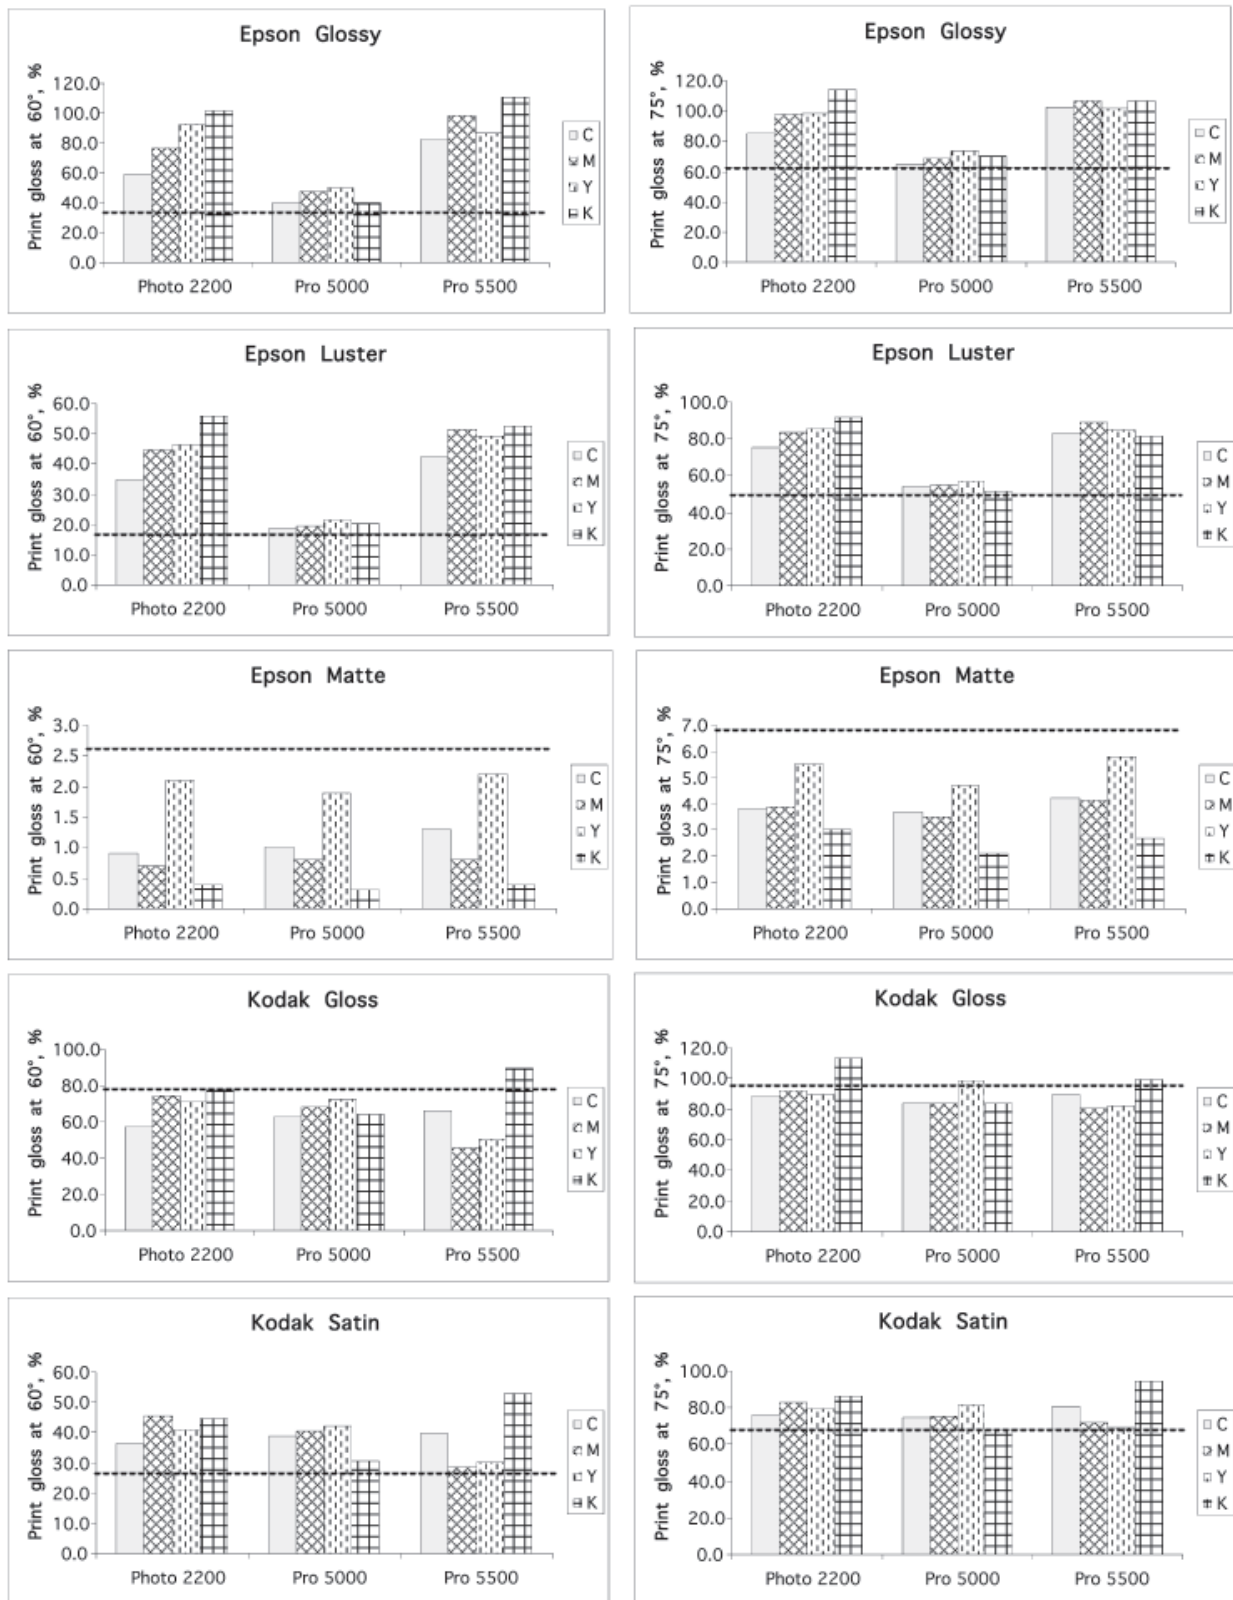 Epson Glossy
Print gloss at 60°, %
120.0
100.0
80.0
60.0
40.0
20.0
0.0
Photo 2200 Pro 5000 Pro 5500
C
M
Y
K
Epson Glossy
Print gloss at 75°, %
120.0
100.0
80.0
60.0
40.0
20.0
0.0
Photo 2200 Pro 5000 Pro 5500
C
M
Y
K
Epson Luster
Print gloss at 60°, %
60.0
50.0
40.0
30.0
20.0
10.0
0.0
Photo 2200 Pro 5000 Pro 5500
C
M
Y
K
Epson Luster
Print gloss at 75°, %
100.0
80.0
60.0
40.0
20.0
0.0
Photo 2200 Pro 5000 Pro 5500
C
M
Y
K
Epson Matte
Print gloss at 60°, %
3.0
2.5
2.0
1.5
1.0
0.5
0.0
Photo 2200 Pro 5000 Pro 5500
C
M
Y
K
Epson Matte
Print gloss at 75°, %
7.0
6.0
5.0
4.0
3.0
2.0
1.0
0.0
Photo 2200 Pro 5000 Pro 5500
C
M
Y
K
Kodak Gloss
Print gloss at 60°, %
100.0
80.0
60.0
40.0
20.0
0.0
Photo 2200 Pro 5000 Pro 5500
C
M
Y
K
Kodak Gloss
Print gloss at 75°, %
120.0
100.0
80.0
60.0
40.0
20.0
0.0
Photo 2200 Pro 5000 Pro 5500
C
M
Y
K
Kodak Satin
Print gloss at 60°, %
60.0
50.0
40.0
30.0
20.0
10.0
0.0
Photo 2200 Pro 5000 Pro 5500
C
M
Y
K
Kodak Satin
Print gloss at 75°, %
100.0
80.0
60.0
40.0
20.0
0.0
Photo 2200 Pro 5000 Pro 5500
C
M
Y
K